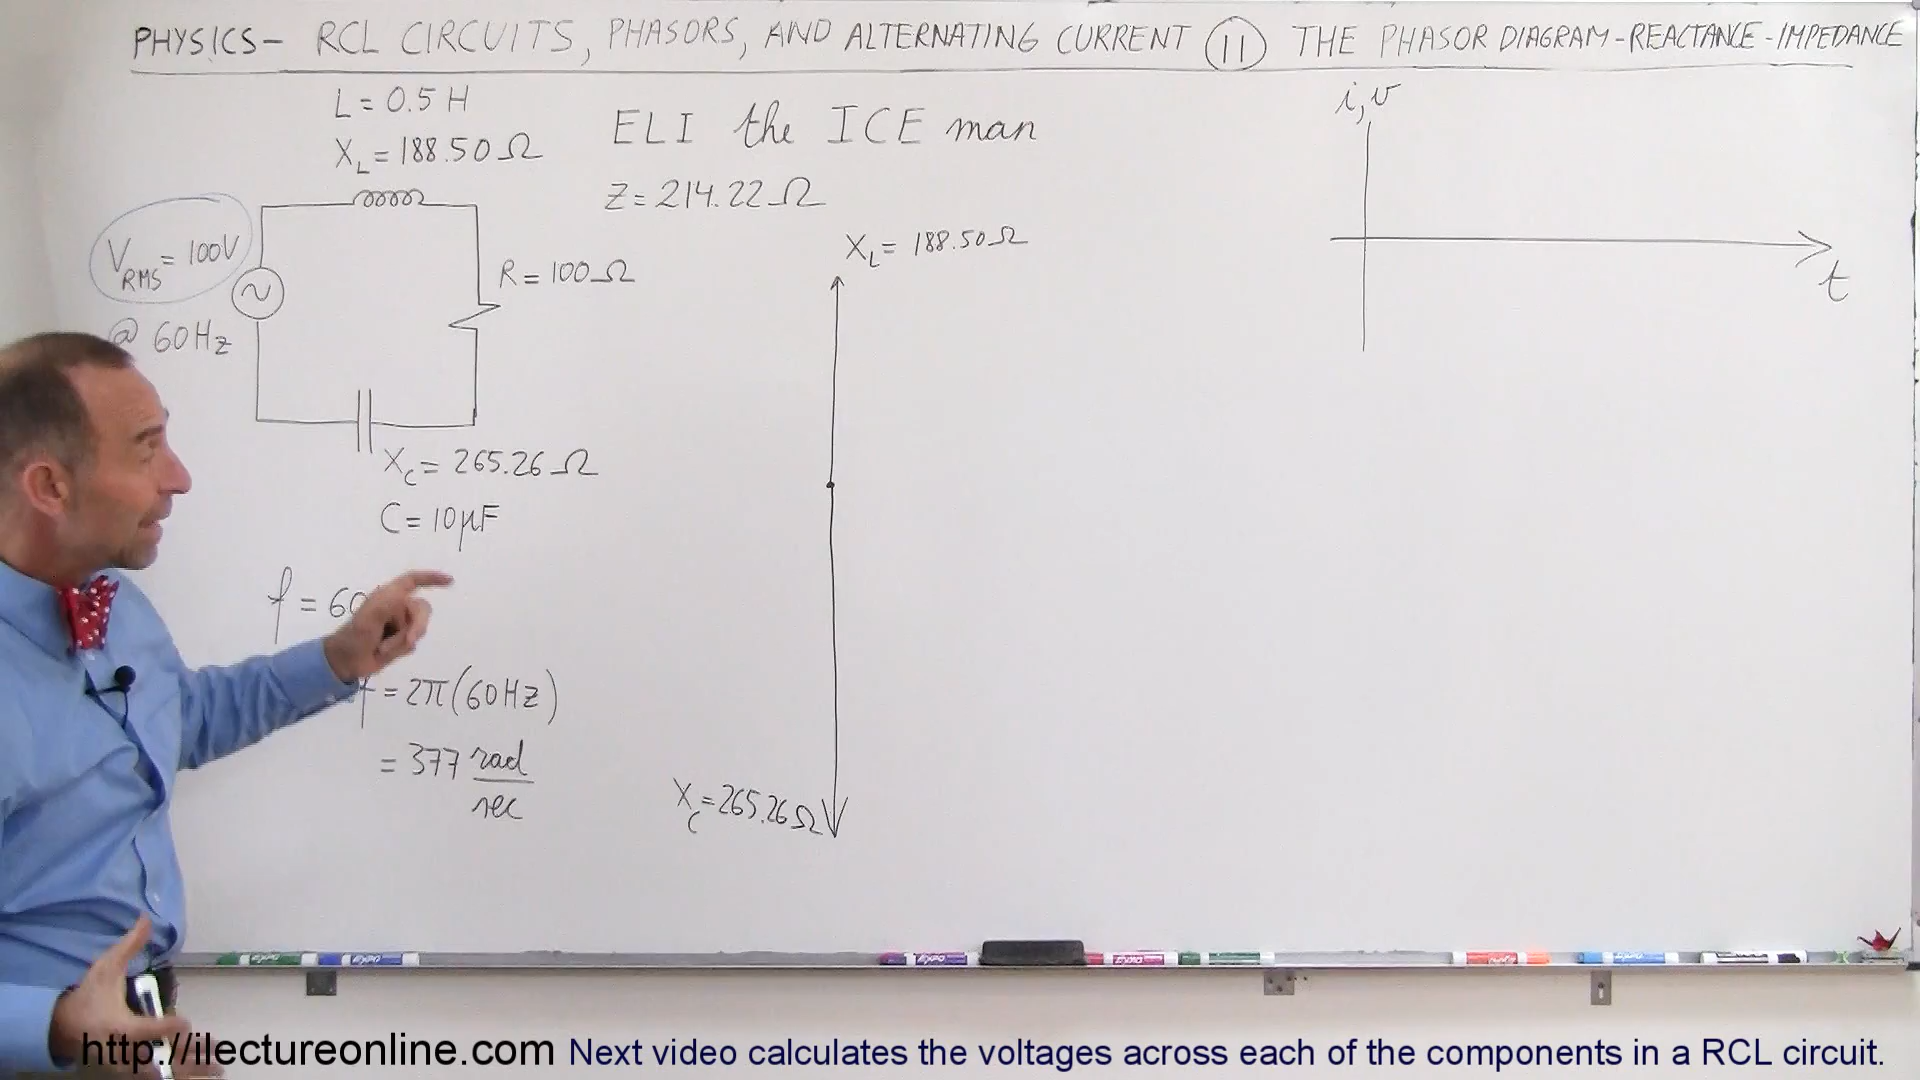 PHYSICS- RCL CIRCUITS, PHASORS, AND ALTERNATING CURRENT 11 THE PHASOR DIAGRAM-REACTANCE-IMPEDANCE
L = 0.5 H
X_L = 188.50 Ω
ELI the ICE man
Z = 214.22 Ω
V_RMS = 100V
@ 60Hz
R = 100 Ω
X_C = 265.26 Ω
C = 10 μF
f = 60
f = 2π(60Hz)
= 377 rad
sec
X_L = 188.50 Ω
X_C = 265.26 Ω
i, v
t
http://ilectureonline.com Next video calculates the voltages across each of the components in a RCL circuit.